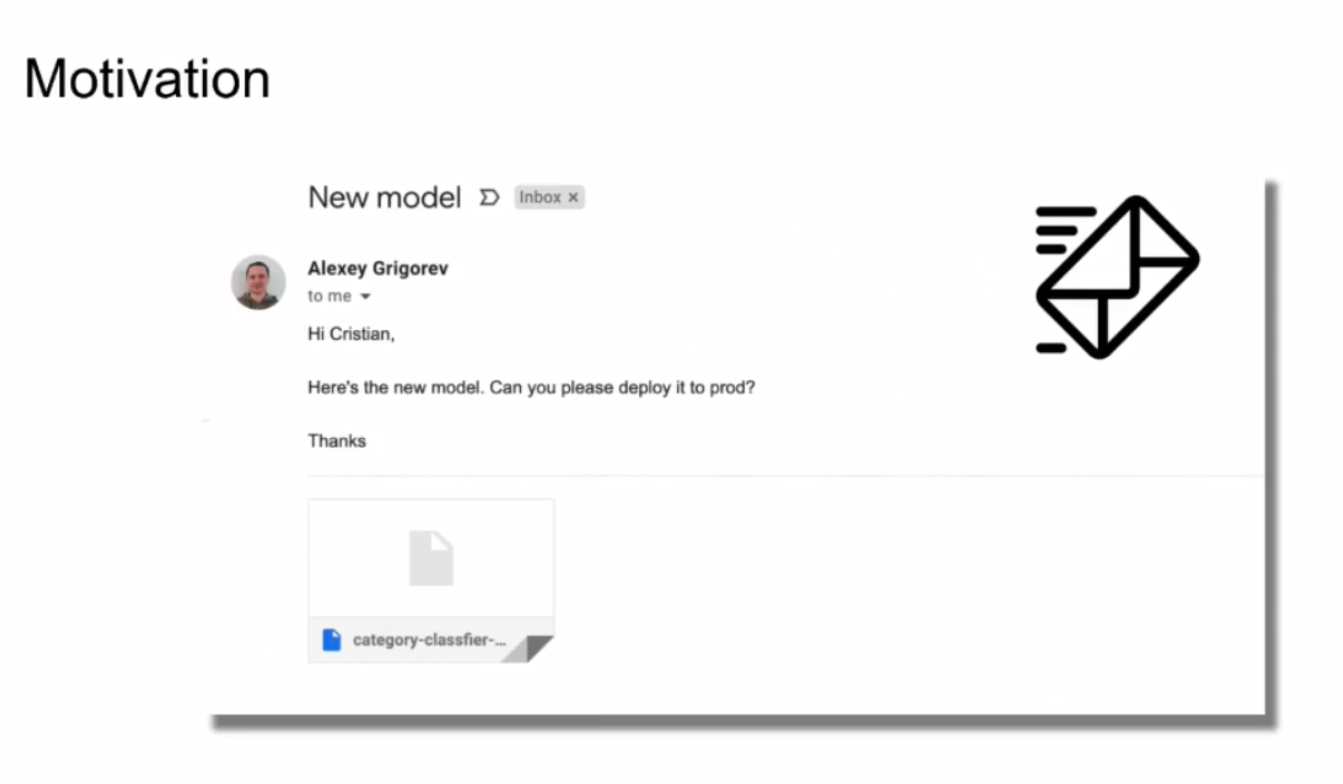 Motivation
New model Inbox ×
Alexey Grigorev
to me
Hi Cristian,
Here's the new model. Can you please deploy it to prod?
Thanks
category-classfier-...